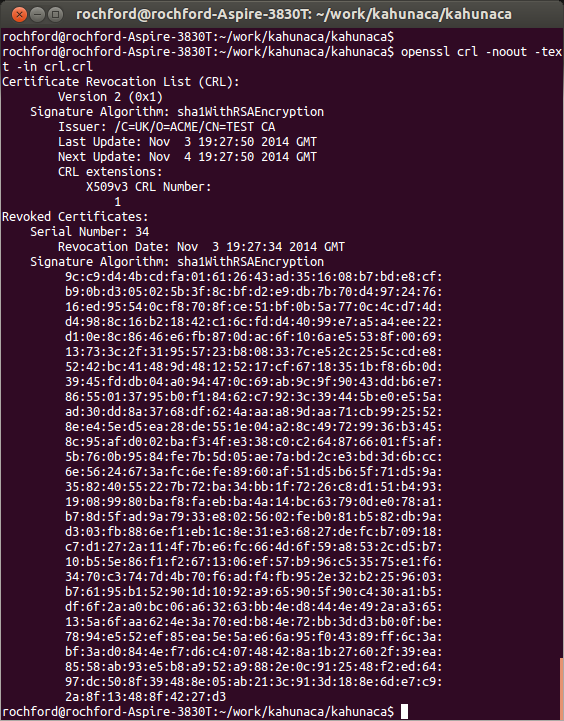 rochford@rochford-Aspire-3830T: ~/work/kahunaca/kahunaca
rochford@rochford-Aspire-3830T:~/work/kahunaca/kahunaca$
rochford@rochford-Aspire-3830T:~/work/kahunaca/kahunaca$ openssl crl -noout -tex
t -in crl.crl
Certificate Revocation List (CRL):
        Version 2 (0x1)
    Signature Algorithm: sha1WithRSAEncryption
        Issuer: /C=UK/O=ACME/CN=TEST CA
        Last Update: Nov  3 19:27:50 2014 GMT
        Next Update: Nov  4 19:27:50 2014 GMT
        CRL extensions:
            X509v3 CRL Number:
                1
Revoked Certificates:
    Serial Number: 34
        Revocation Date: Nov  3 19:27:34 2014 GMT
    Signature Algorithm: sha1WithRSAEncryption
         9c:c9:d4:4b:cd:fa:01:61:26:43:ad:35:16:08:b7:bd:e8:cf:
         b9:0b:d3:05:02:5b:3f:8c:bf:d2:e9:db:7b:70:d4:97:24:76:
         16:ed:95:54:0c:f8:70:8f:ce:51:bf:0b:5a:77:0c:4c:d7:4d:
         d4:98:8c:16:b2:18:42:c1:6c:fd:d4:40:99:e7:a5:a4:ee:22:
         d1:0e:8c:86:46:e6:fb:87:0d:ac:6f:10:6a:e5:53:8f:00:69:
         13:73:3c:2f:31:95:57:23:b8:08:33:7c:e5:2c:25:5c:cd:e8:
         52:42:bc:41:48:9d:48:12:52:17:cf:67:18:35:1b:f8:6b:0d:
         39:45:fd:db:04:a0:94:47:0c:69:ab:9c:9f:90:43:dd:b6:e7:
         86:55:01:37:95:b0:f1:84:62:c7:92:3c:39:44:5b:e0:e5:5a:
         ad:30:dd:8a:37:68:df:62:4a:aa:a8:9d:aa:71:cb:99:25:52:
         8e:e4:5e:d5:ea:28:de:55:1e:04:a2:8c:49:72:99:36:b3:45:
         8c:95:af:d0:02:ba:f3:4f:e3:38:c0:c2:64:87:66:01:f5:af:
         5b:76:0b:95:84:fe:7b:5d:05:ae:7a:bd:2c:e3:bd:3d:6b:cc:
         6e:56:24:67:3a:fc:6e:fe:89:60:af:51:d5:b6:5f:71:d5:9a:
         35:82:40:55:22:7b:72:ba:34:bb:1f:72:26:c8:d1:51:b4:93:
         19:08:99:80:ba:f8:fa:eb:ba:4a:14:bc:63:79:0d:e0:78:a1:
         b7:8d:5f:ad:9a:79:33:e8:02:56:02:fe:b0:81:b5:82:db:9a:
         d3:03:fb:88:6e:f1:eb:1c:8e:31:e3:68:27:de:fc:b7:09:18:
         c7:d1:27:2a:11:4f:7b:e6:fc:66:4d:6f:59:a8:53:2c:d5:b7:
         10:b5:5e:86:f1:f2:67:13:06:ef:57:b9:96:c5:35:75:e1:f6:
         34:70:c3:74:7d:4b:70:f6:ad:f4:fb:95:2e:32:b2:25:96:03:
         b7:61:95:b1:52:90:1d:10:92:a9:65:90:5f:90:c4:30:a1:b5:
         df:6f:2a:a0:bc:06:a6:32:63:bb:4e:d8:44:4e:49:2a:a3:65:
         13:5a:6f:aa:62:4e:3a:70:ed:b8:4e:72:bb:3d:d3:b0:0f:be:
         78:94:e5:52:ef:85:ea:5e:5a:e6:6a:95:f0:43:89:ff:6c:3a:
         bf:3a:d0:84:4e:f7:d6:c4:07:48:42:8a:1b:27:60:2f:39:ea:
         85:58:ab:93:e5:b8:a9:52:a9:88:2e:0c:91:25:48:f2:ed:64:
         97:dc:50:8f:39:48:8e:05:ab:21:3c:91:3d:18:8e:6d:e7:c9:
         2a:8f:13:48:8f:42:27:d3
rochford@rochford-Aspire-3830T:~/work/kahunaca/kahunaca$